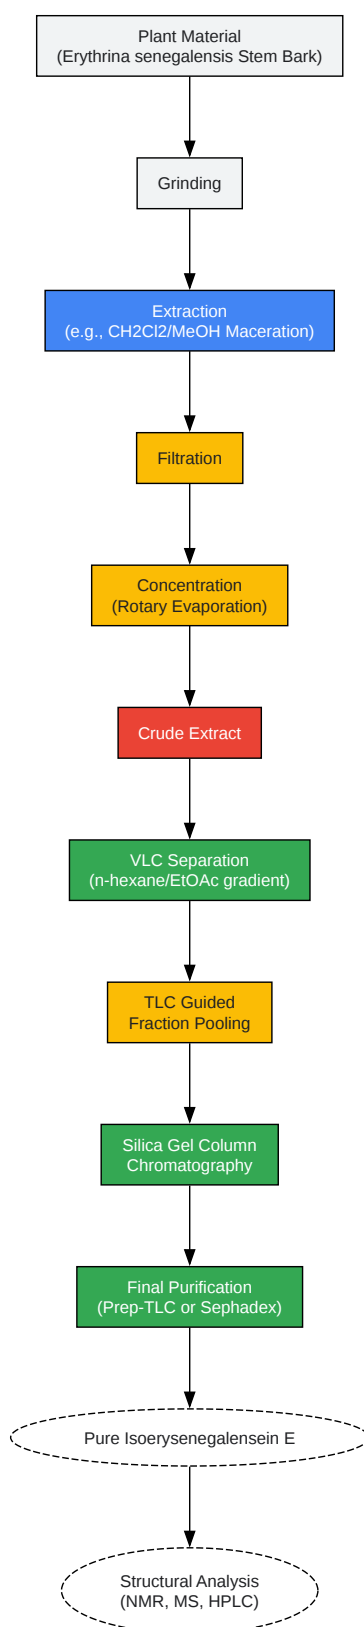 Plant Material
(Erythrina senegalensis Stem Bark)
Grinding
Extraction
(e.g., CH2Cl2/MeOH Maceration)
Filtration
Concentration
(Rotary Evaporation)
Crude Extract
VLC Separation
(n-hexane/EtOAc gradient)
TLC Guided
Fraction Pooling
Silica Gel Column
Chromatography
Final Purification
(Prep-TLC or Sephadex)
Pure Isoerysenegalensein E
Structural Analysis
(NMR, MS, HPLC)